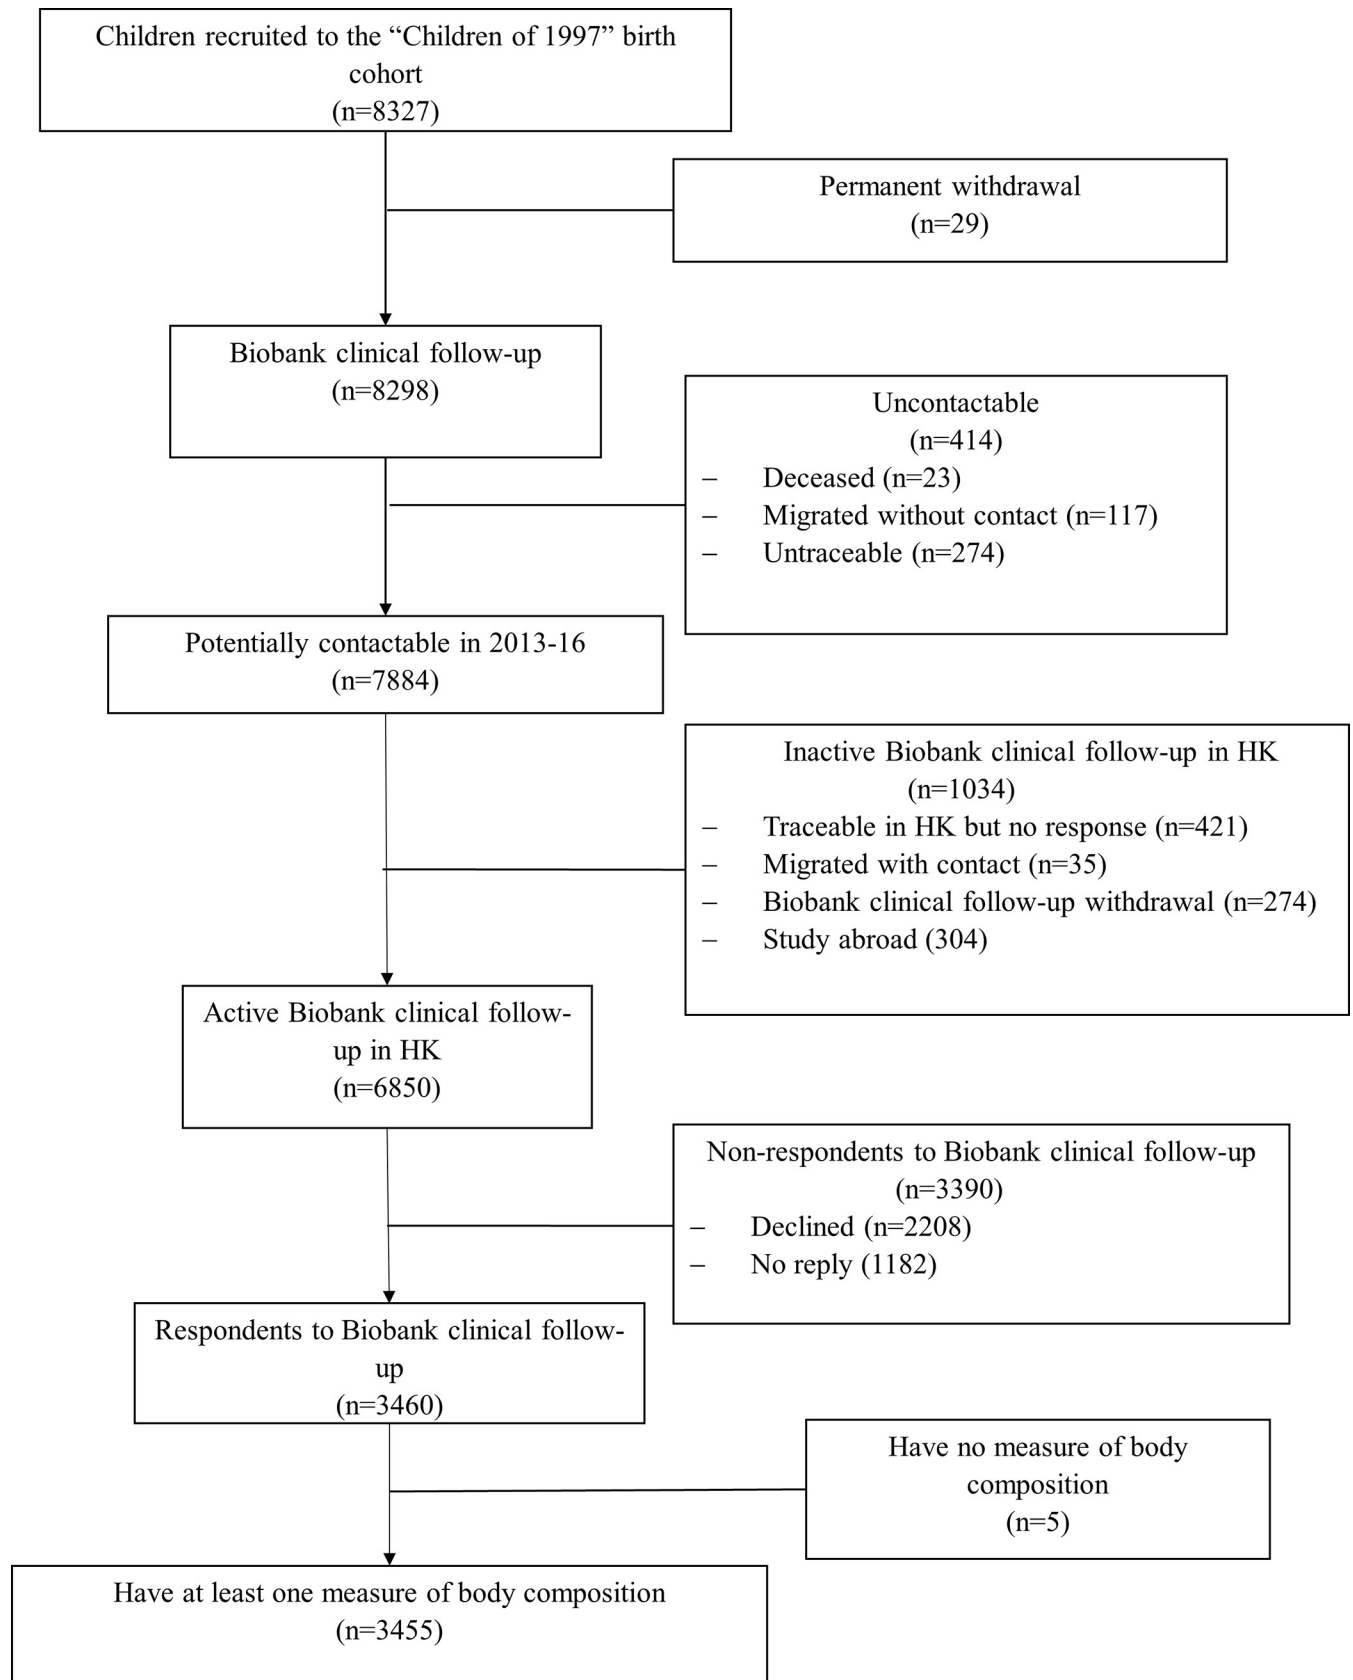 Children recruited to the “Children of 1997” birth
cohort
(n=8327)
Permanent withdrawal
(n=29)
Biobank clinical follow-up
(n=8298)
Uncontactable
(n=414)
– Deceased (n=23)
– Migrated without contact (n=117)
– Untraceable (n=274)
Potentially contactable in 2013-16
(n=7884)
Inactive Biobank clinical follow-up in HK
(n=1034)
– Traceable in HK but no response (n=421)
– Migrated with contact (n=35)
– Biobank clinical follow-up withdrawal (n=274)
– Study abroad (304)
Active Biobank clinical follow-
up in HK
(n=6850)
Non-respondents to Biobank clinical follow-up
(n=3390)
– Declined (n=2208)
– No reply (1182)
Respondents to Biobank clinical follow-
up
(n=3460)
Have no measure of body
composition
(n=5)
Have at least one measure of body composition
(n=3455)